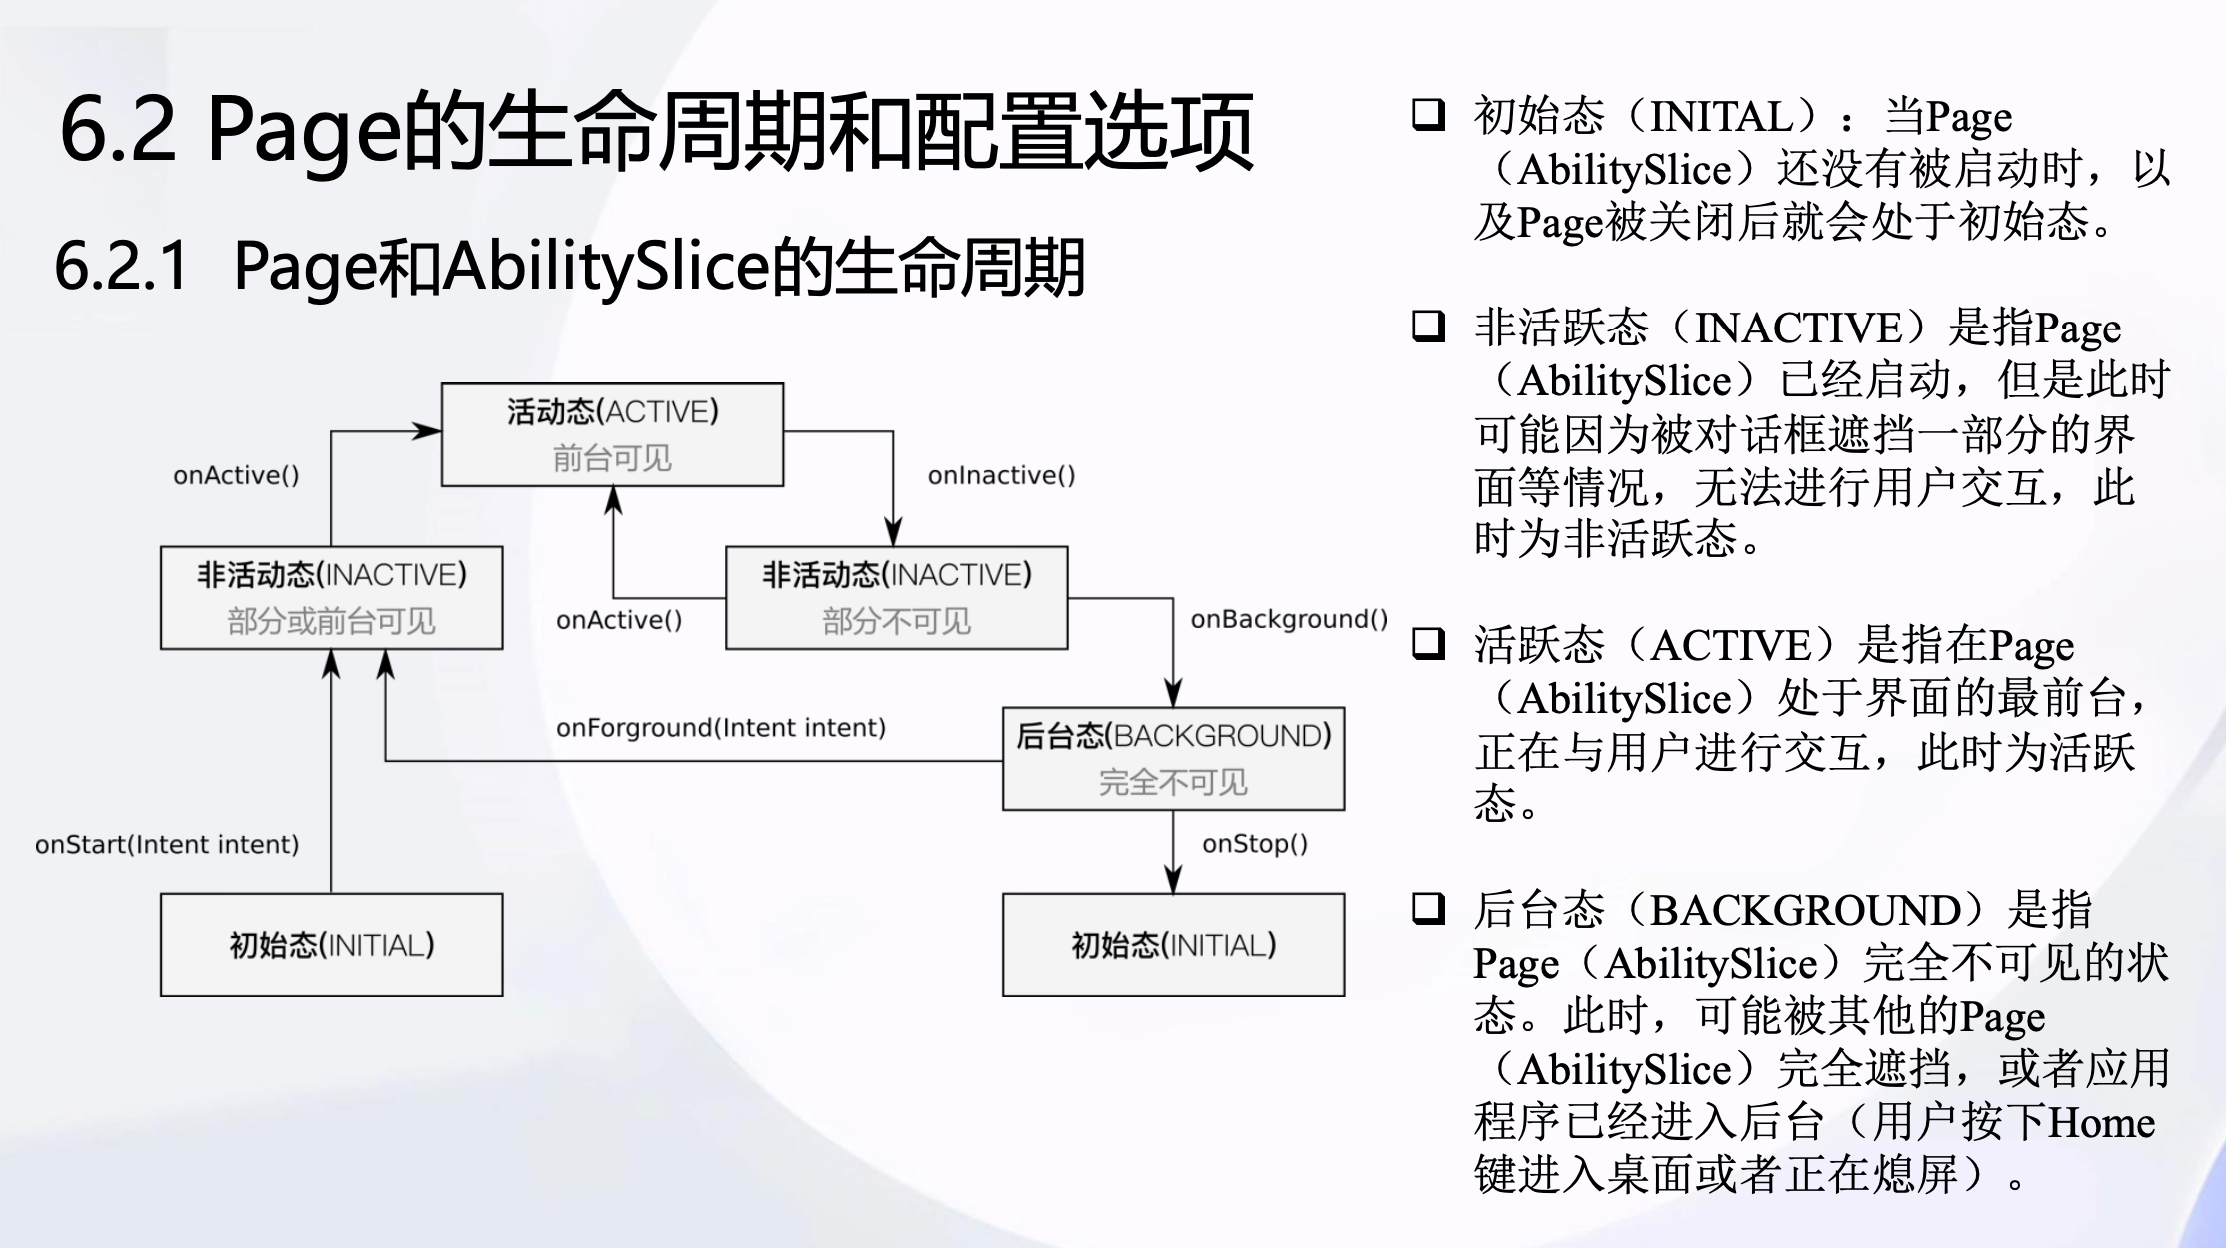 6.2 Page的生命周期和配置选项
6.2.1 Page和AbilitySlice的生命周期
活动态(ACTIVE)
前台可见
onActive()
onInactive()
非活动态(INACTIVE)
部分或前台可见
onActive()
非活动态(INACTIVE)
部分不可见
onBackground()
onForground(Intent intent)
后台态(BACKGROUND)
完全不可见
onStart(Intent intent)
onStop()
初始态(INITIAL)
初始态(INITIAL)
初始态（INITAL）：当Page
（AbilitySlice）还没有被启动时，以
及Page被关闭后就会处于初始态。
非活跃态（INACTIVE）是指Page
（AbilitySlice）已经启动，但是此时
可能因为被对话框遮挡一部分的界
面等情况，无法进行用户交互，此
时为非活跃态。
活跃态（ACTIVE）是指在Page
（AbilitySlice）处于界面的最前台，
正在与用户进行交互，此时为活跃
态。
后台态（BACKGROUND）是指
Page（AbilitySlice）完全不可见的状
态。此时，可能被其他的Page
（AbilitySlice）完全遮挡，或者应用
程序已经进入后台（用户按下Home
键进入桌面或者正在熄屏）。